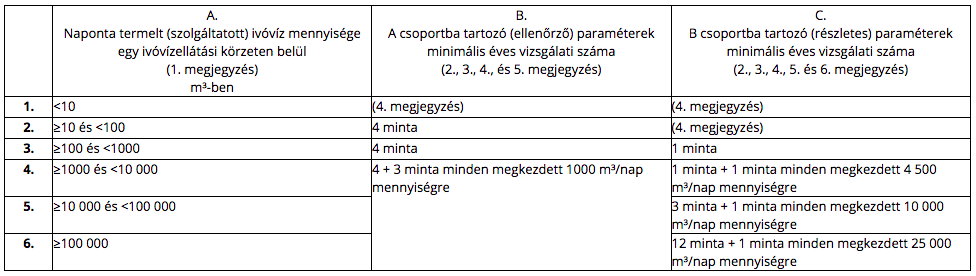 A.
Naponta termelt (szolgáltatott) ivóvíz mennyisége
egy ivóvízellátási körzeten belül
(1. megjegyzés)
m³-ben
B.
A csoportba tartozó (ellenőrző) paraméterek
minimális éves vizsgálati száma
(2., 3., 4., és 5. megjegyzés)
C.
B csoportba tartozó (részletes) paraméterek
minimális éves vizsgálati száma
(2., 3., 4., 5. és 6. megjegyzés)
1. <10 (4. megjegyzés) (4. megjegyzés)
2. ≥10 és <100 4 minta (4. megjegyzés)
3. ≥100 és <1000 4 minta 1 minta
4. ≥1000 és <10 000 4 + 3 minta minden megkezdett 1000 m³/nap 1 minta + 1 minta minden megkezdett 4 500
mennyiségre m³/nap mennyiségre
5. ≥10 000 és <100 000 3 minta + 1 minta minden megkezdett 10 000
m³/nap mennyiségre
6. ≥100 000 12 minta + 1 minta minden megkezdett 25 000
m³/nap mennyiségre